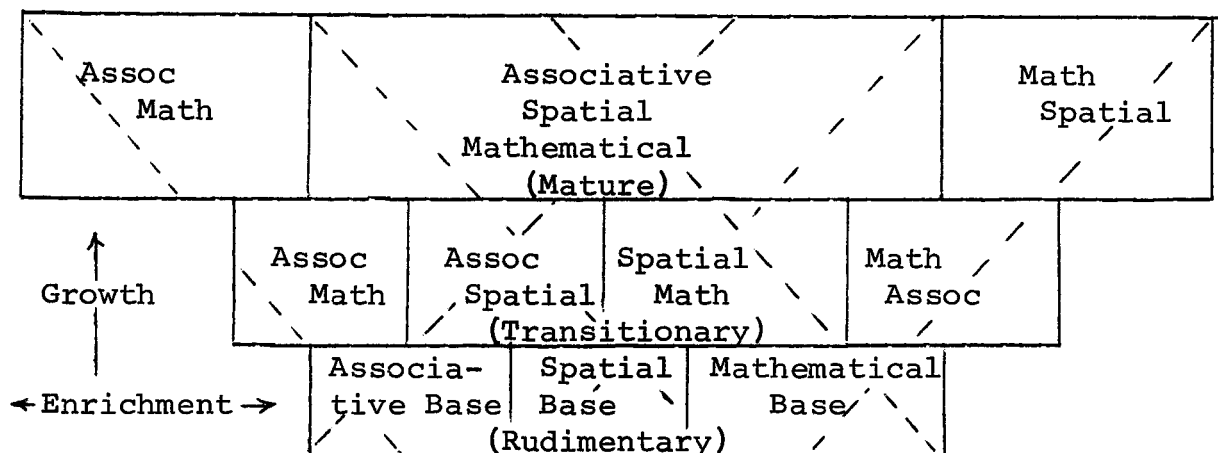 Assoc
Math
Associative
Spatial
Mathematical
(Mature)
Math
Spatial
Growth
Assoc
Math
Assoc
Spatial
Spatial
Math
Math
Assoc
(Transitionary)
Enrichment
Associa-
tive Base
Spatial
Base
Mathematical
Base
(Rudimentary)